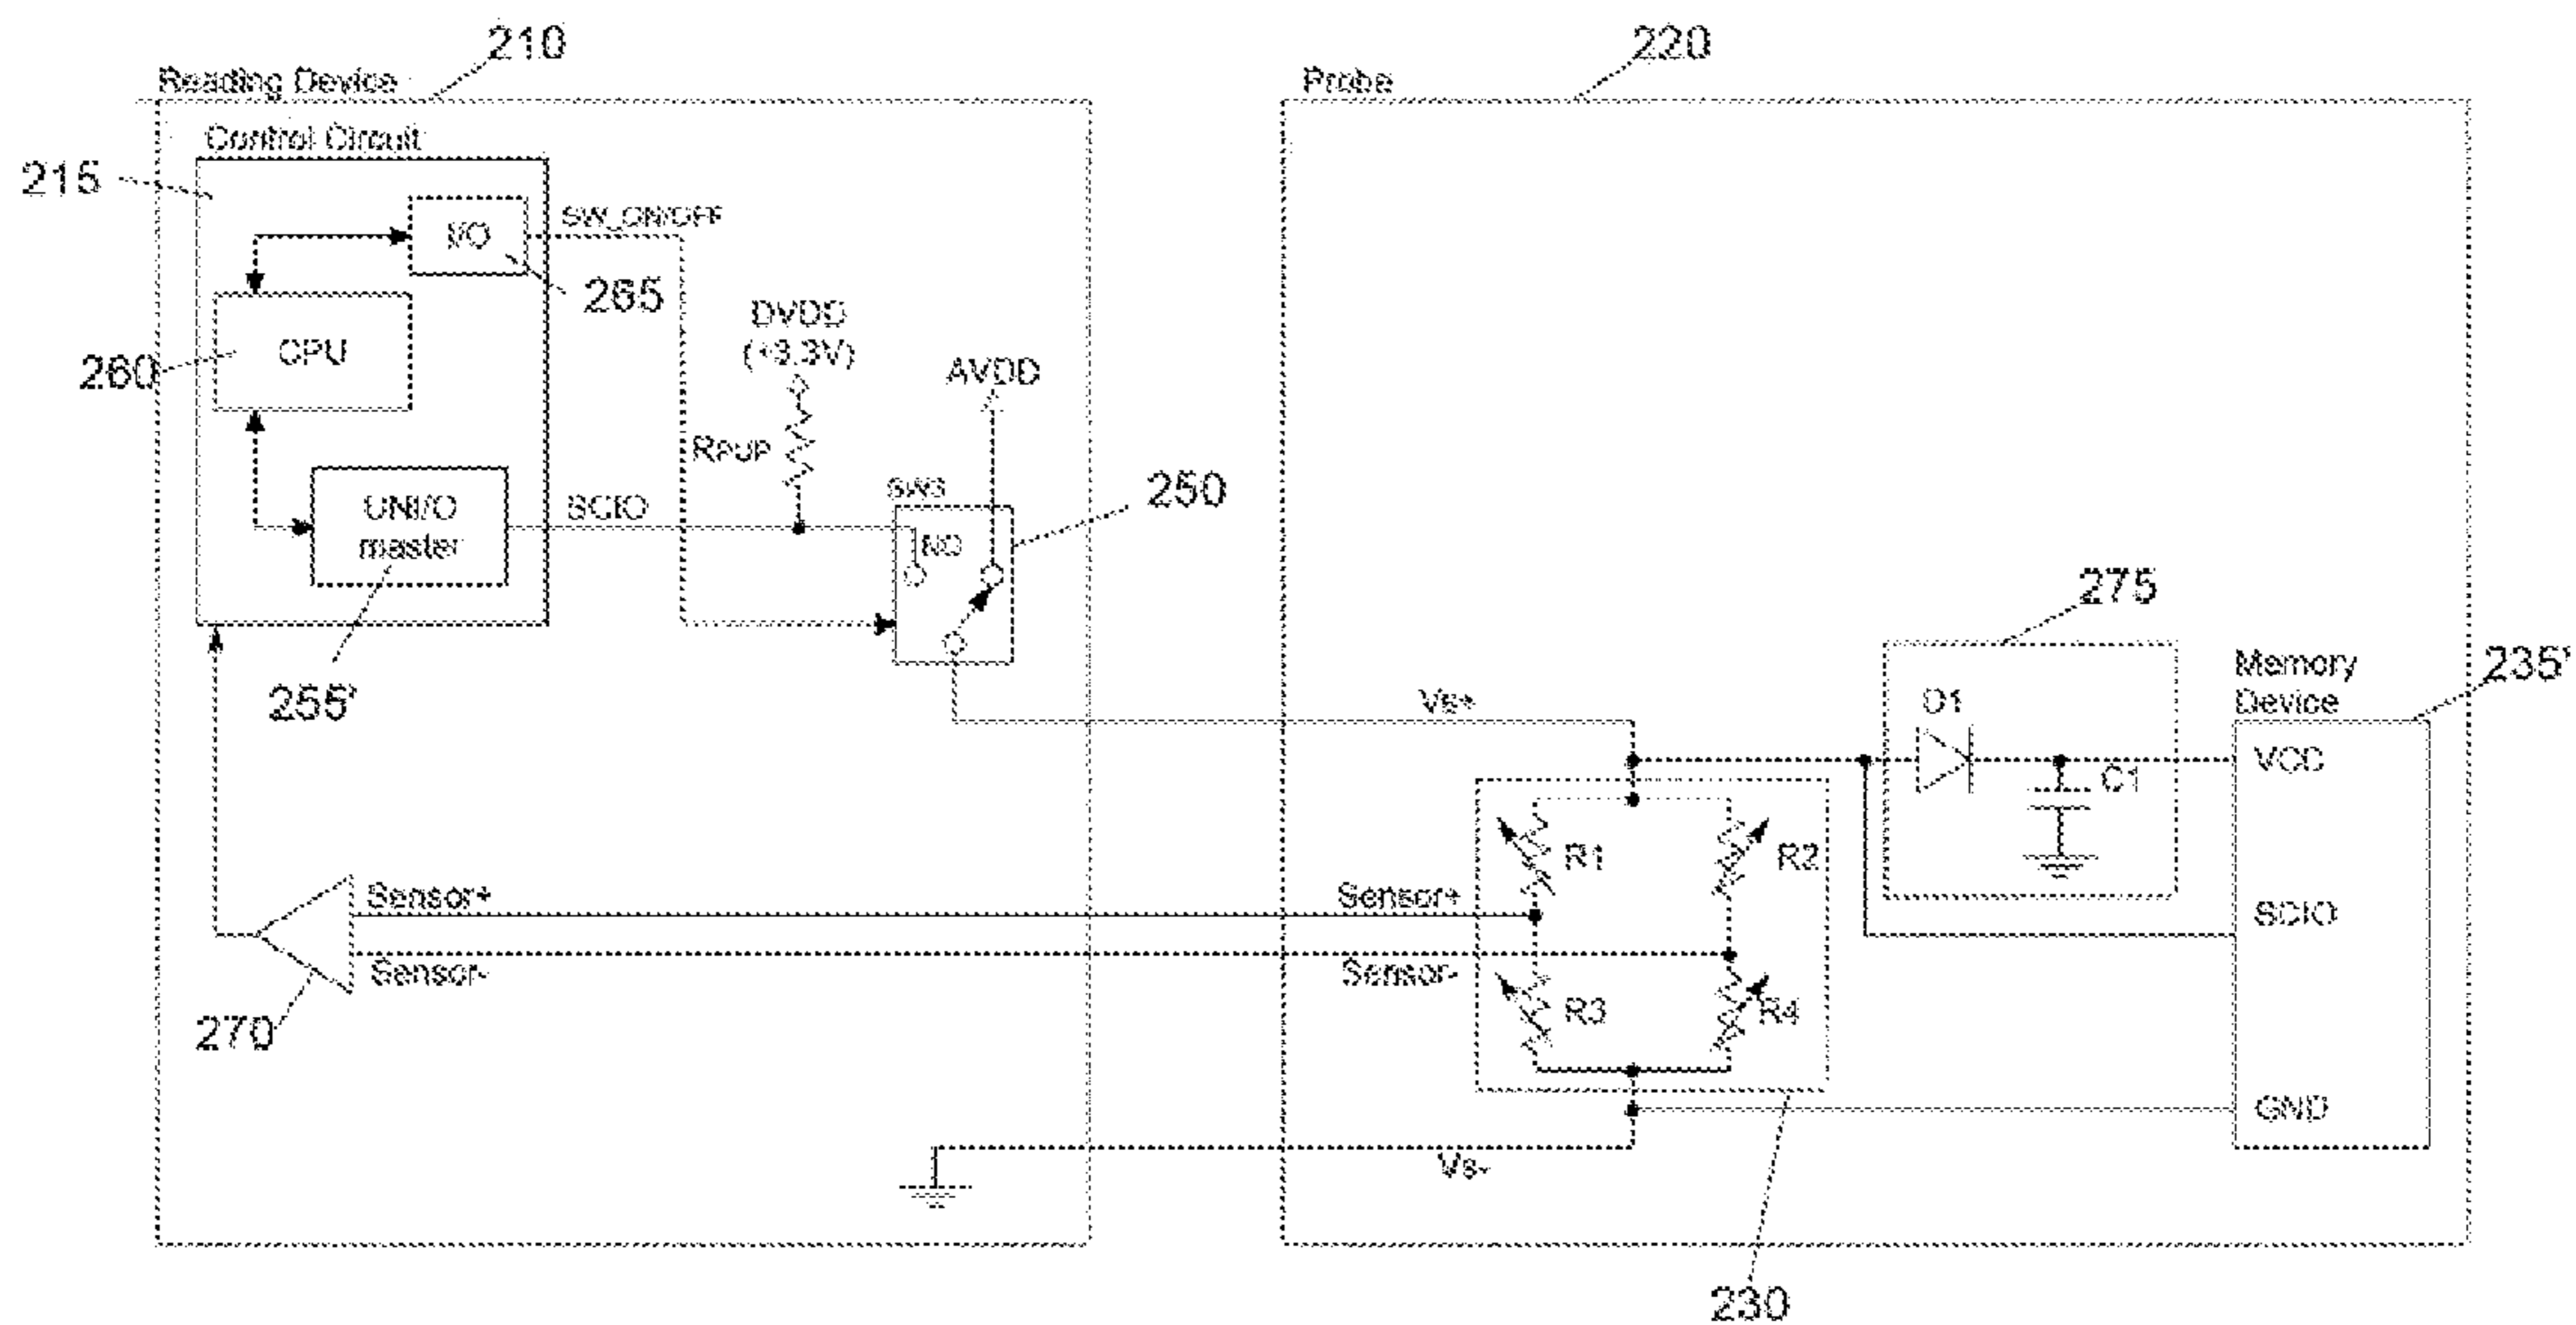 210
220
Reading Device
Probe
Control Circuit
215
I/O
SW_ON/OFF
265
DVDD
(+3.3V)
CPU
260
AVDD
RPUP
SW3
250
UNI/O
master
SCIO
NO
275
255'
Memory
Device
235'
Vs+
D1
VCC
C1
R1
R2
Sensor+
Sensor+
SCIO
Sensor-
Sensor-
270
R3
R4
GND
Vs-
230